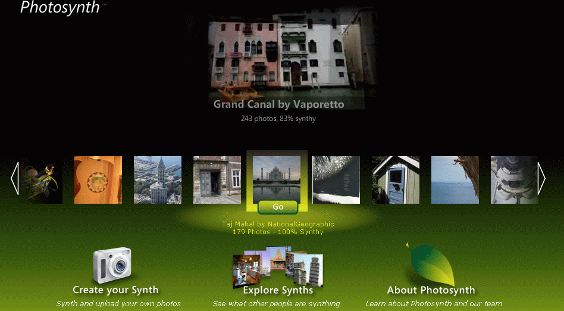 Photosynth™
Grand Canal by Vaporetto
243 photos, 83% synthy
Go
Taj Mahal by NationalGeographic
179 Photos - 100% Synthy
Create your Synth
Synth and upload your own photos
Explore Synths
See what other people are synthing
About Photosynth
Learn about Photosynth and our team